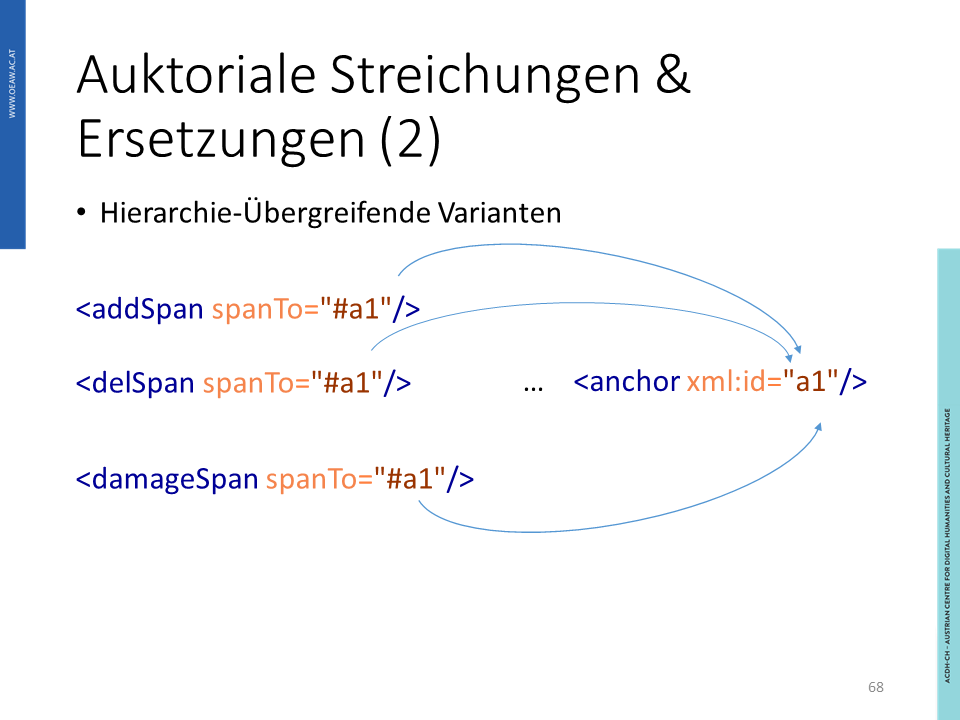 WWW.OEAW.AC.AT
Auktoriale Streichungen &
Ersetzungen (2)
• Hierarchie-Übergreifende Varianten
<addSpan spanTo="#a1"/>
<delSpan spanTo="#a1"/> … <anchor xml:id="a1"/>
<damageSpan spanTo="#a1"/>
ACDH-CH - AUSTRIAN CENTRE FOR DIGITAL HUMANITIES AND CULTURAL HERITAGE
68